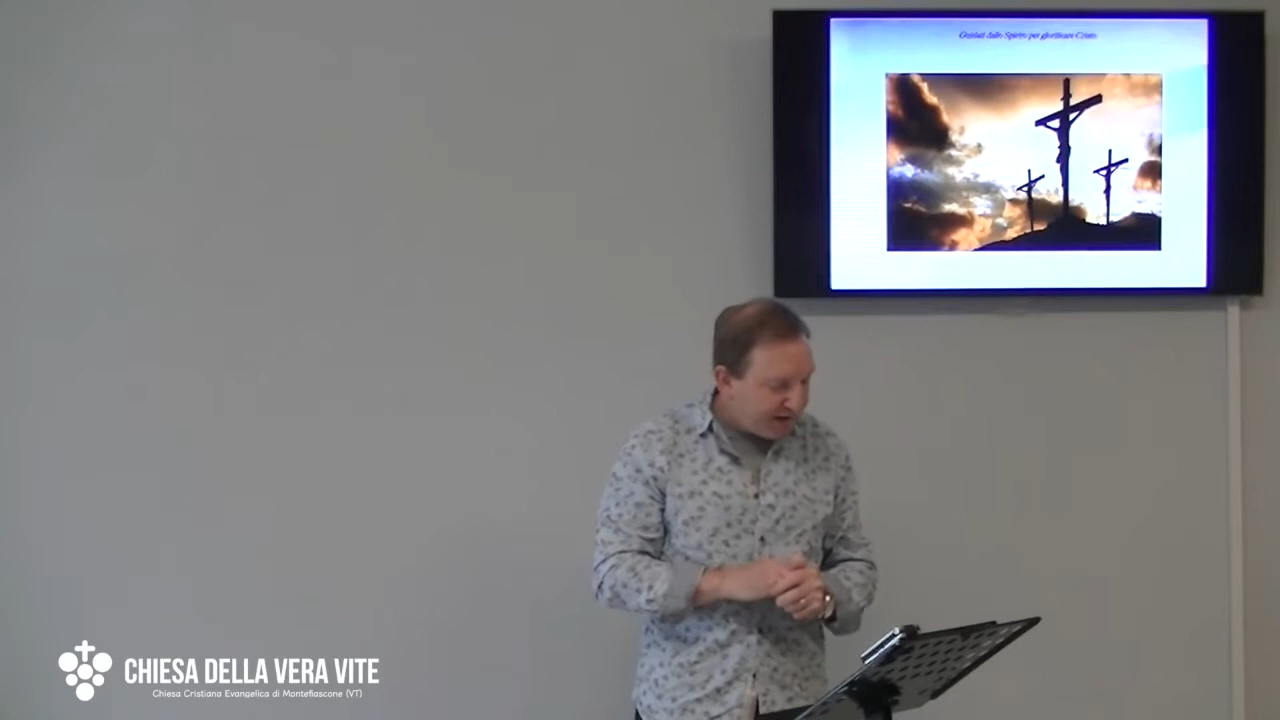 Guidati dallo Spirito per glorificare Cristo
CHIESA DELLA VERA VITE
Chiesa Cristiana Evangelica di Montefiascone (VT)